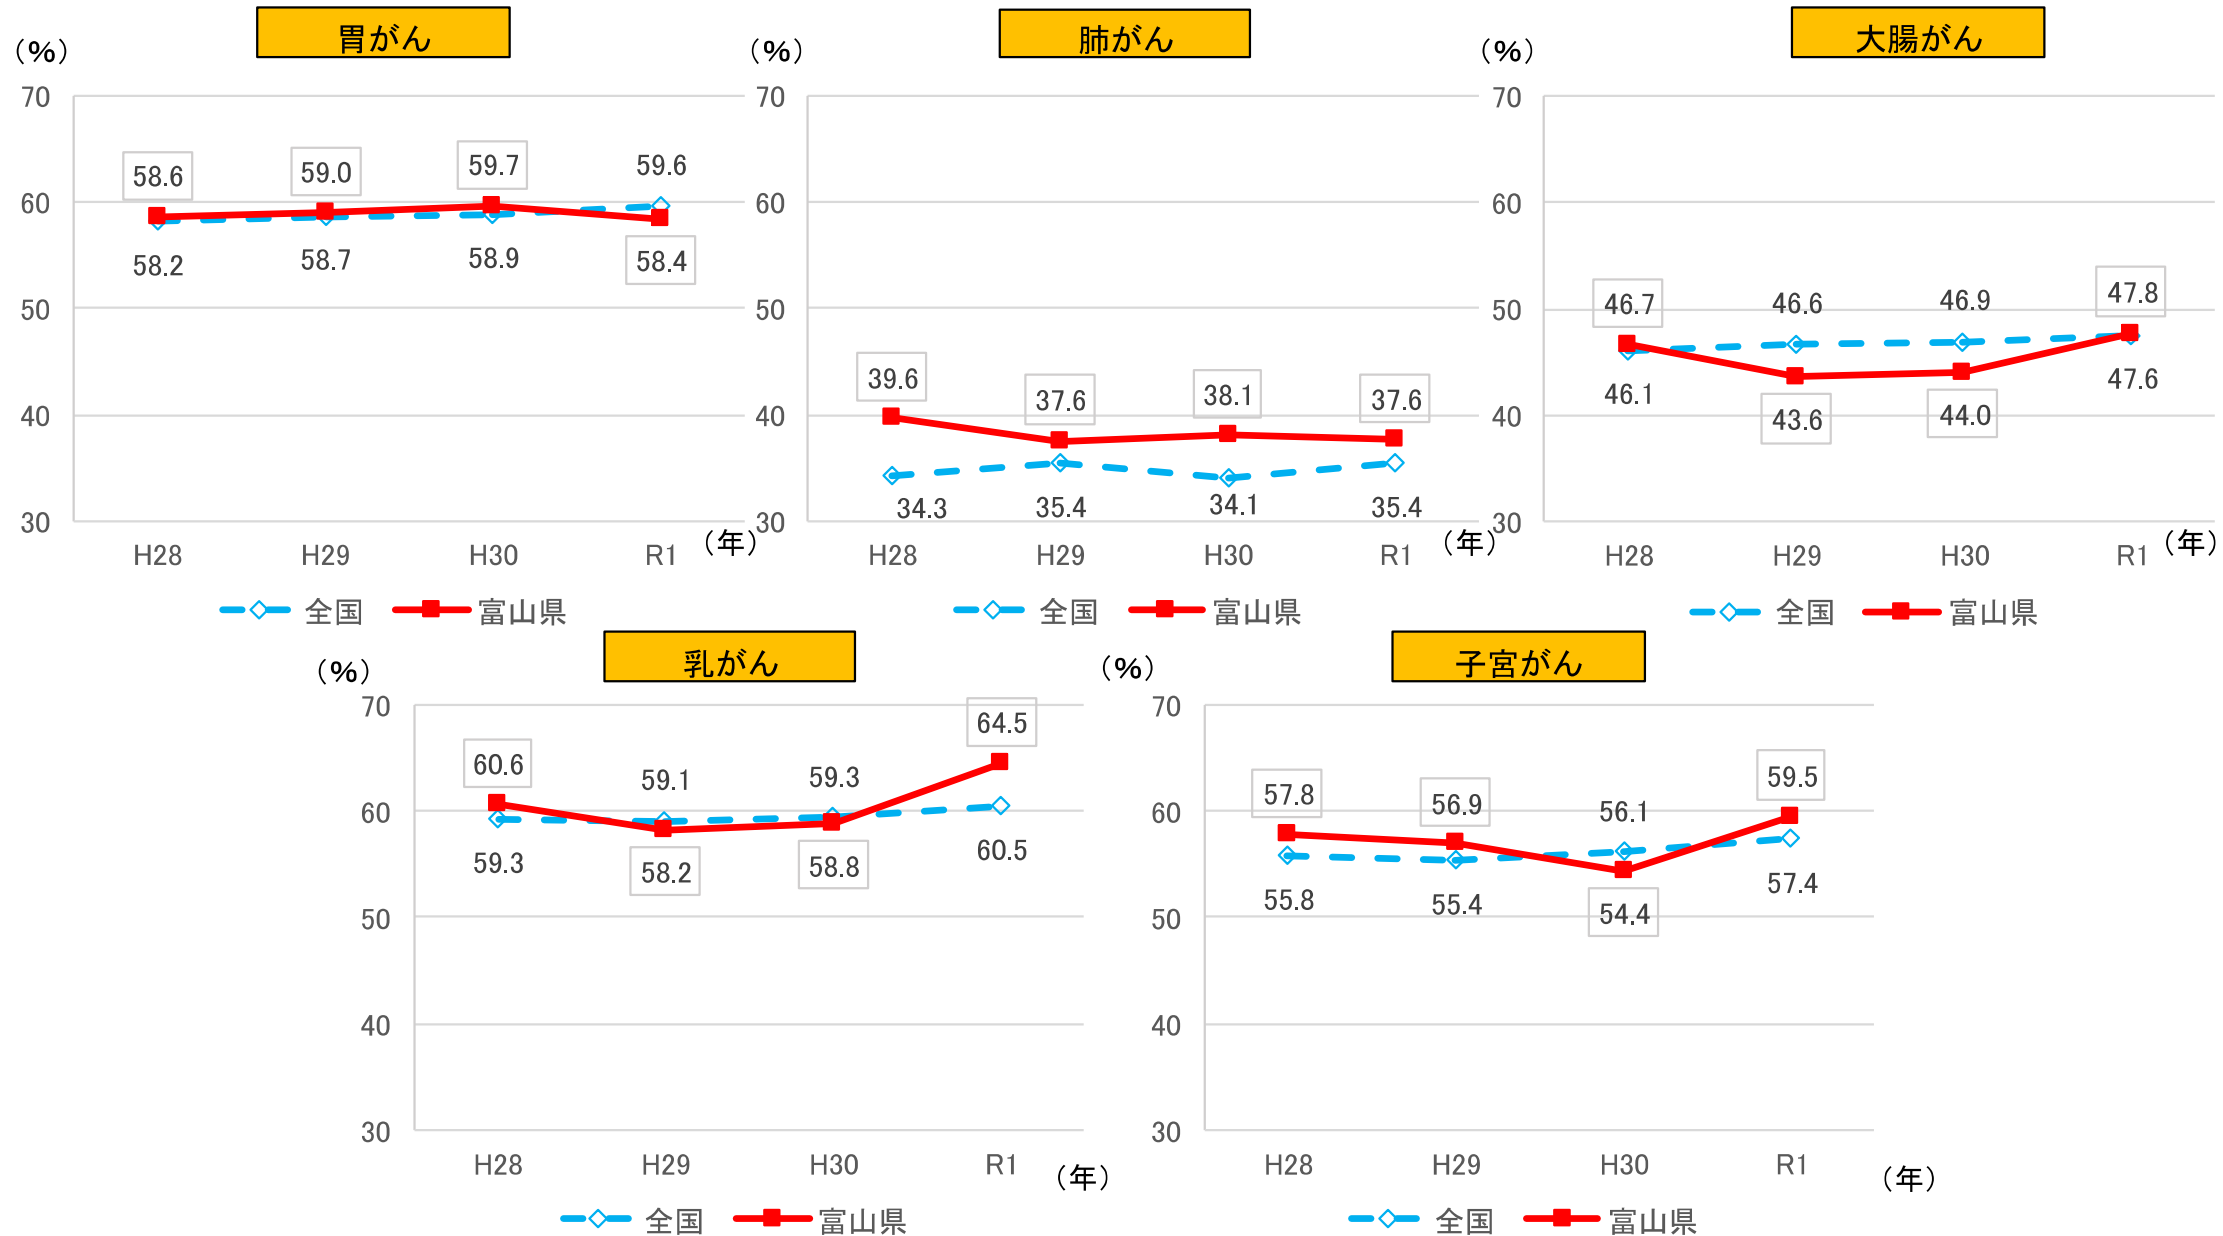 胃がん
(%)
70
60
50
40
30
58.6
59.0
59.7
59.6
58.2
58.7
58.9
58.4
H28
H29
H30
R1
(年)
全国
富山県
肺がん
(%)
70
60
50
40
30
39.6
37.6
38.1
37.6
34.3
35.4
34.1
35.4
H28
H29
H30
R1
(年)
全国
富山県
大腸がん
(%)
70
60
50
40
30
46.7
46.6
46.9
47.8
46.1
43.6
44.0
47.6
H28
H29
H30
R1
(年)
全国
富山県
乳がん
(%)
70
60
50
40
30
60.6
59.1
59.3
64.5
59.3
58.2
58.8
60.5
H28
H29
H30
R1
(年)
全国
富山県
子宮がん
(%)
70
60
50
40
30
57.8
56.9
56.1
59.5
55.8
55.4
54.4
57.4
H28
H29
H30
R1
(年)
全国
富山県